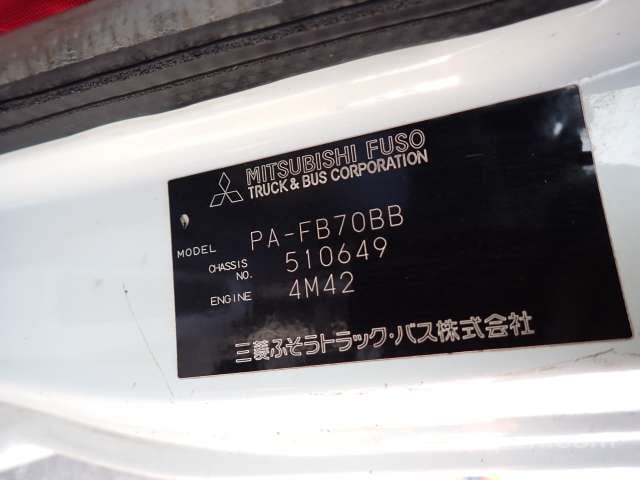 MITSUBISHI FUSO
TRUCK & BUS CORPORATION
MODEL PA-FB70BB
CHASSIS NO. 510649
ENGINE 4M42
三菱ふそうトラック・バス株式会社